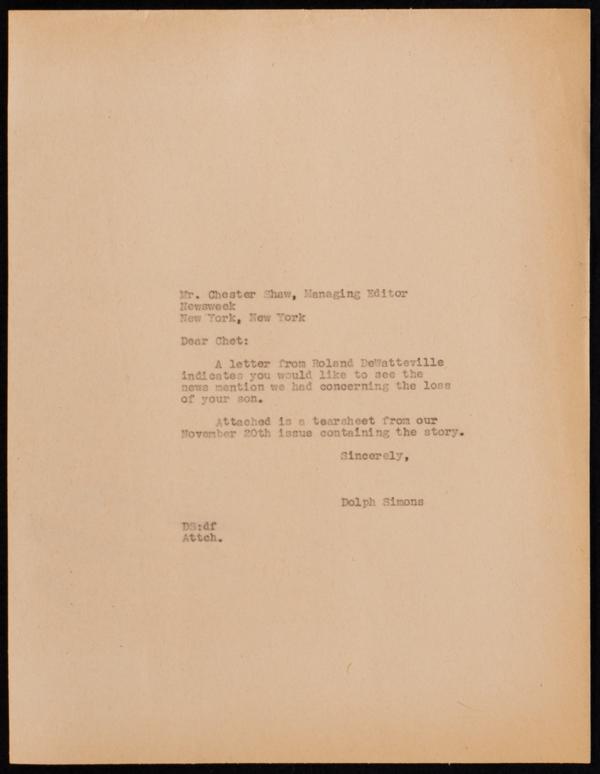 Mr. Chester Shaw, Managing Editor
Newsweek
New York, New York
Dear Chet:
A letter from Roland DeWatteville
indicates you would like to see the
news mention we had concerning the loss
of your son.
Attached is a tearsheet from our
November 20th issue containing the story.
Sincerely,
Dolph Simons
DS:df
Attch.